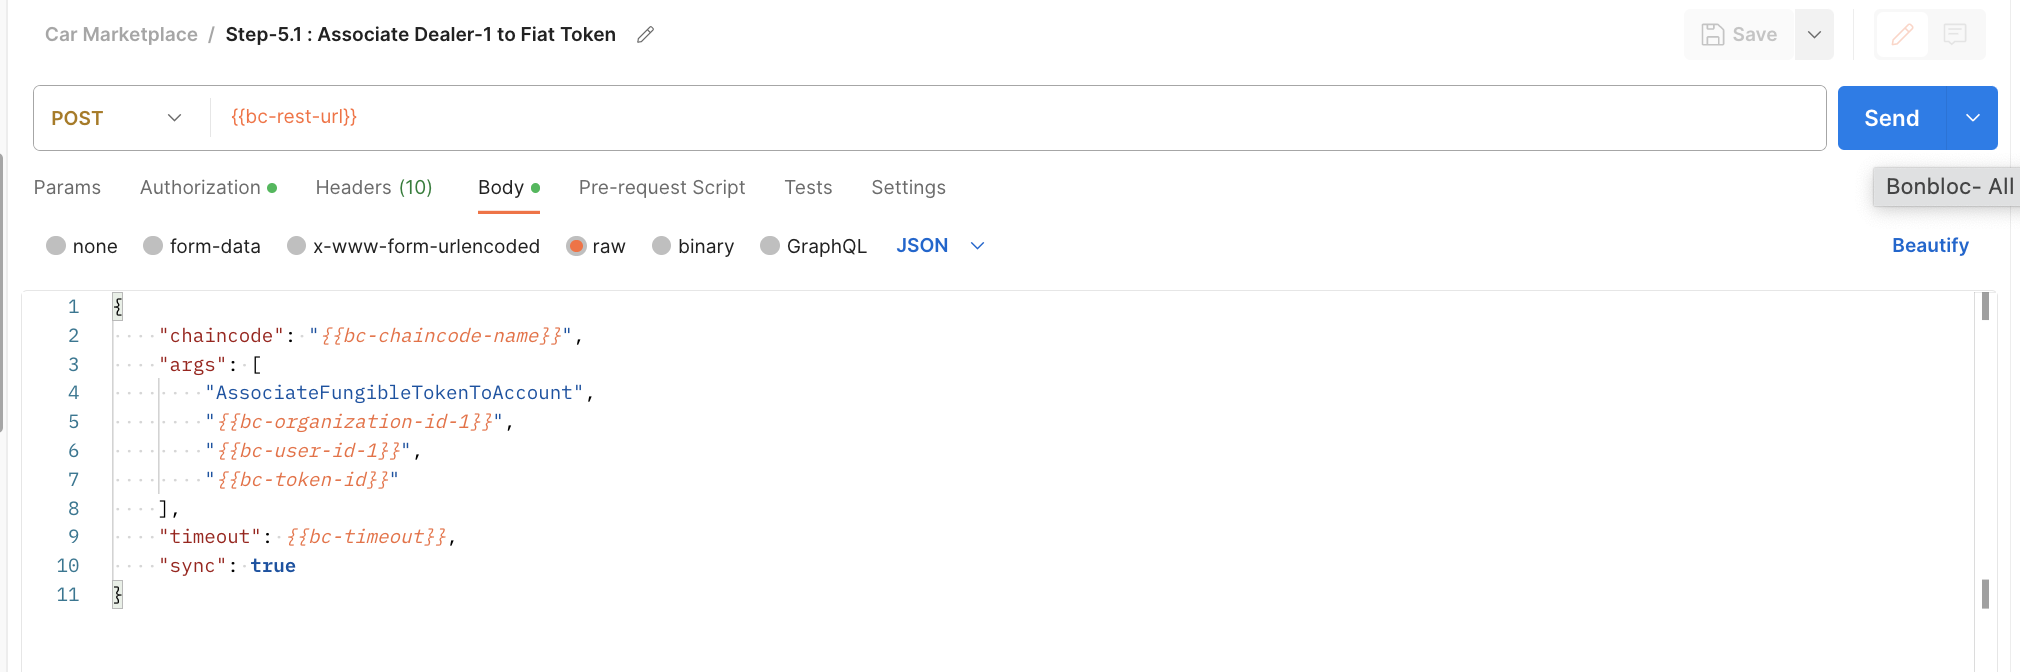 Car Marketplace / Step-5.1 : Associate Dealer-1 to Fiat Token
Save
POST
{{bc-rest-url}}
Send
Params Authorization Headers (10) Body Pre-request Script Tests Settings
Bonbloc- All
none form-data x-www-form-urlencoded raw binary GraphQL JSON
Beautify
1 {
2 "chaincode": "{{bc-chaincode-name}}",
3 "args": [
4 "AssociateFungibleTokenToAccount",
5 "{{bc-organization-id-1}}",
6 "{{bc-user-id-1}}",
7 "{{bc-token-id}}"
8 ],
9 "timeout": {{bc-timeout}},
10 "sync": true
11 }